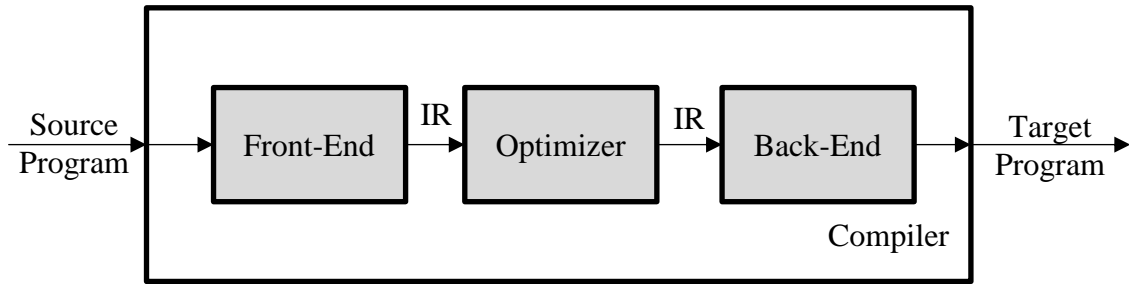 Source
Program
Front-End
IR
Optimizer
IR
Back-End
Target
Program
Compiler